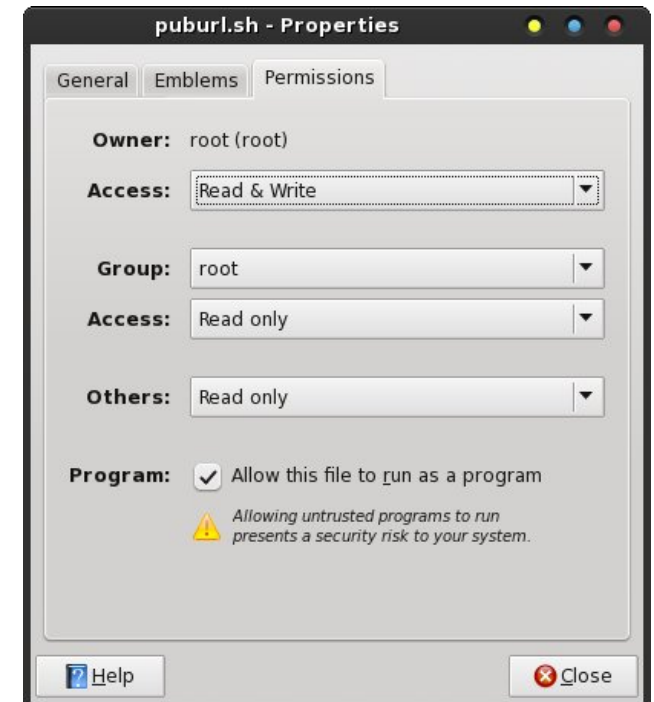 puburl.sh - Properties
General Emblems Permissions
Owner: root (root)
Access: Read & Write
Group: root
Access: Read only
Others: Read only
Program: Allow this file to run as a program
Allowing untrusted programs to run
presents a security risk to your system.
Help Close